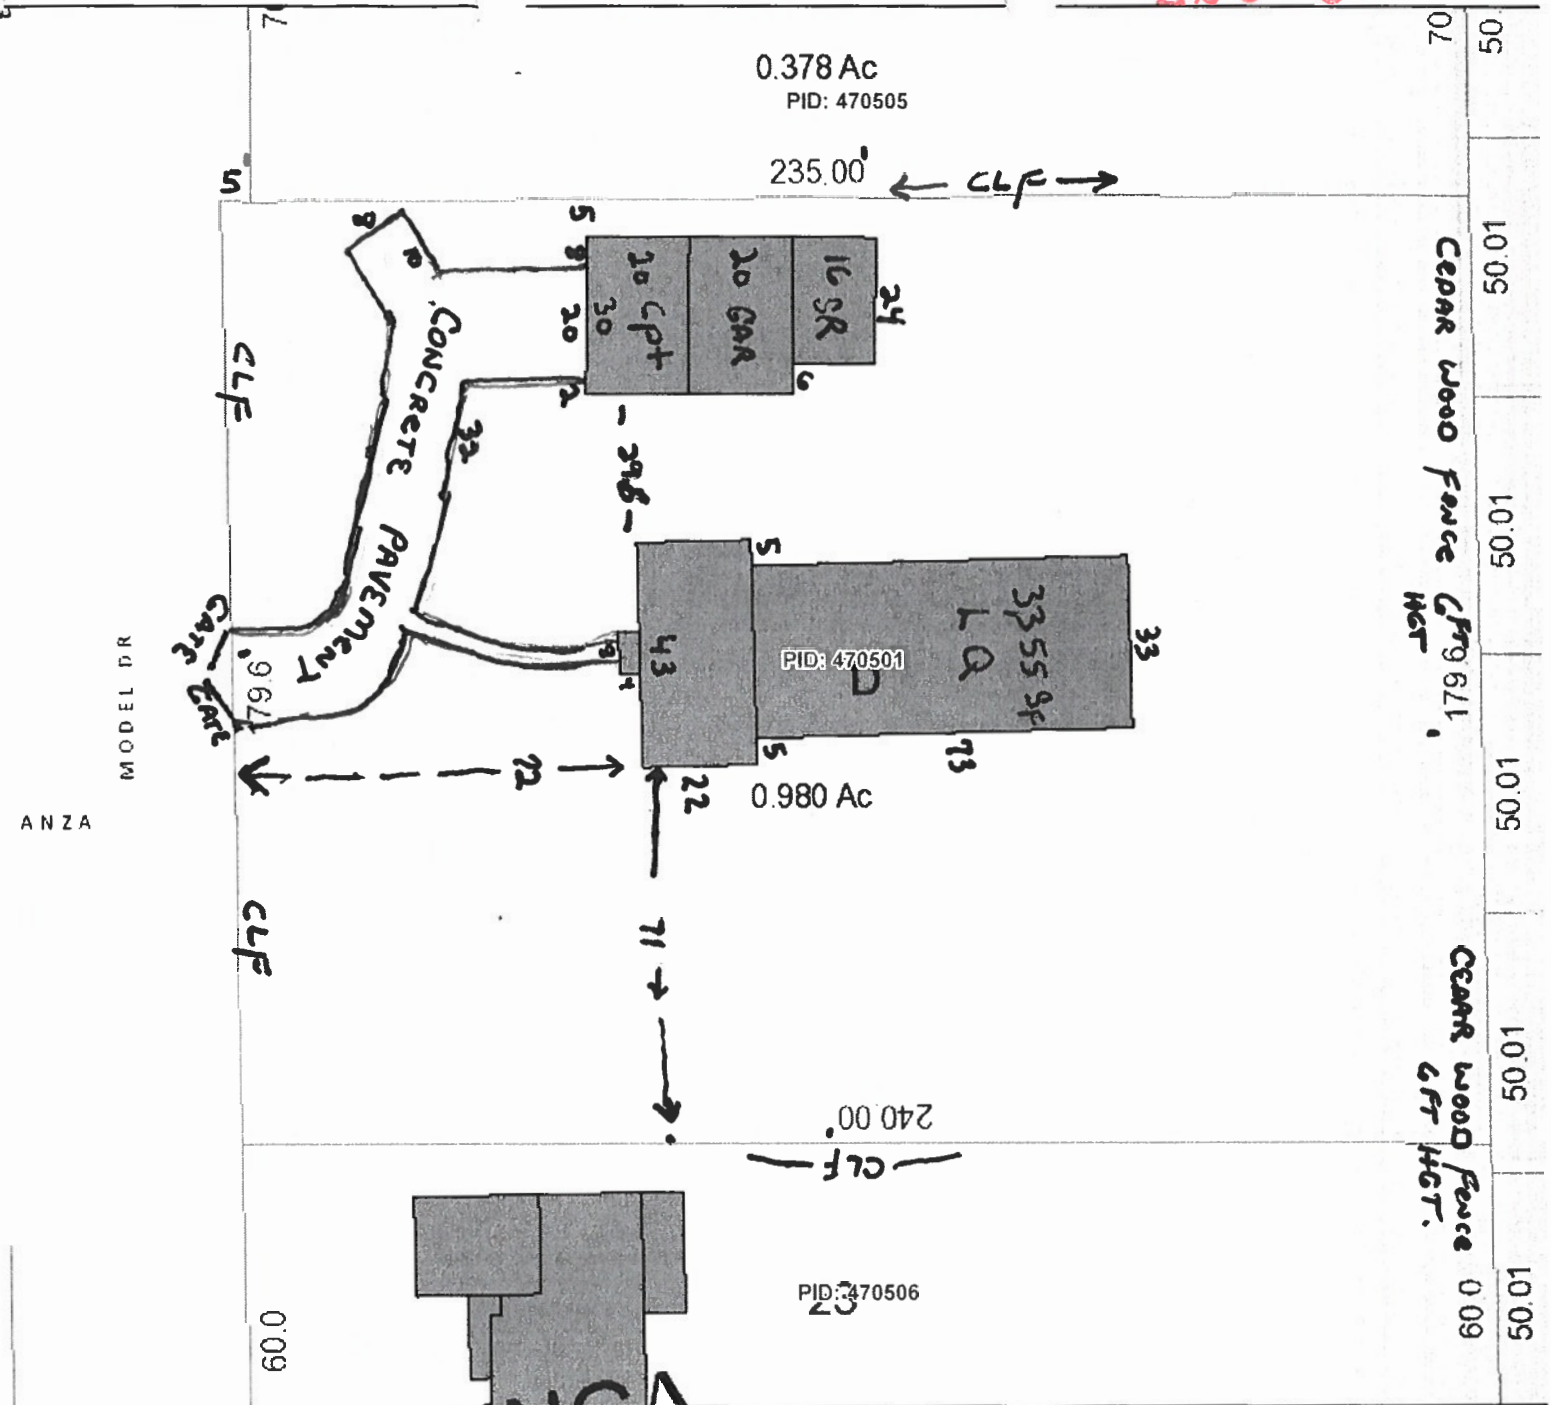 70
50
0.378 Ac
PID: 470505
235.00'
CLF
5
8
10
5
8
20
30
2
20 Cpt
20 GAR
16 SR
24
6
CONCRETE PAVEMENT
32
CLF
50.01
CEDAR WOOD FENCE 6FT
HGT.
179.67
50.01
GATE
GATE
79.6
MODEL DR
ANZA
4
43
5
PID: 470501
3355 SF
LQ
33
5
73
22
72
0.980 Ac
50.01
71
CLF
240.00'
CLF
CEDAR WOOD FENCE
6FT HGT.
50.01
60.0
PID: 470506
60.0
50.01